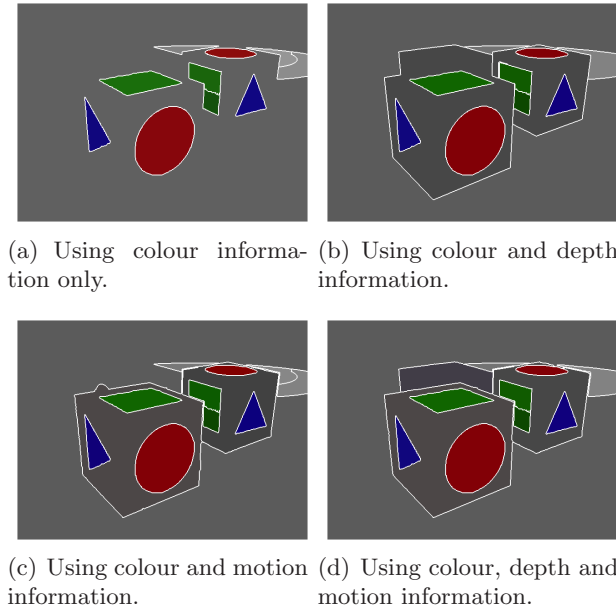 (a) Using colour informa-
tion only.
(b) Using colour and depth
information.
(c) Using colour and motion
information.
(d) Using colour, depth and
motion information.